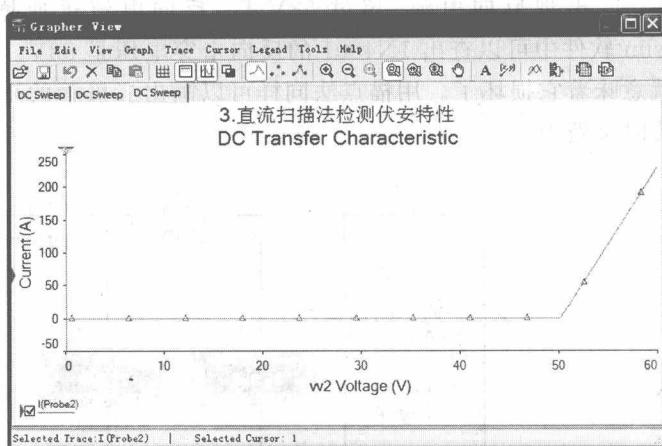 Grapher View
File Edit View Graph Trace Cursor Legend Tools Help
DC Sweep DC Sweep DC Sweep
3.直流扫描法检测伏安特性
DC Transfer Characteristic
250
200
150
100
50
0
-50
Current (A)
0 10 20 30 40 50 60
vv2 Voltage (V)
I(Probe2)
Selected Trace:I(Probe2) | Selected Cursor: 1